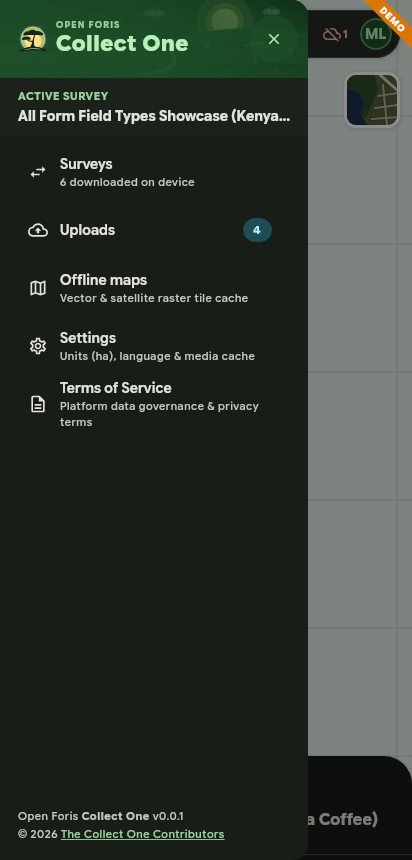 OPEN FORIS
Collect One
DEMO
1
ML
ACTIVE SURVEY
All Form Field Types Showcase (Kenya...
Surveys
6 downloaded on device
Uploads
4
Offline maps
Vector & satellite raster tile cache
Settings
Units (ha), language & media cache
Terms of Service
Platform data governance & privacy
terms
a Coffee)
Open Foris Collect One v0.0.1
© 2026 The Collect One Contributors